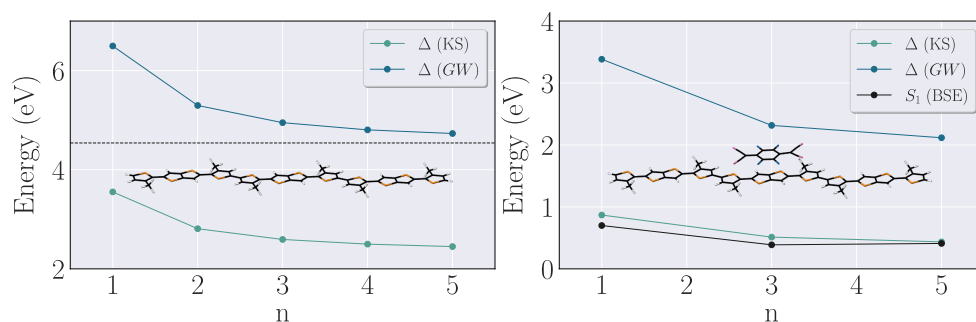 Energy (eV)
6
4
2
1 2 3 4 5
n
Δ (KS)
Δ (GW)
Energy (eV)
4
3
2
1
0
1 2 3 4 5
n
Δ (KS)
Δ (GW)
S₁ (BSE)